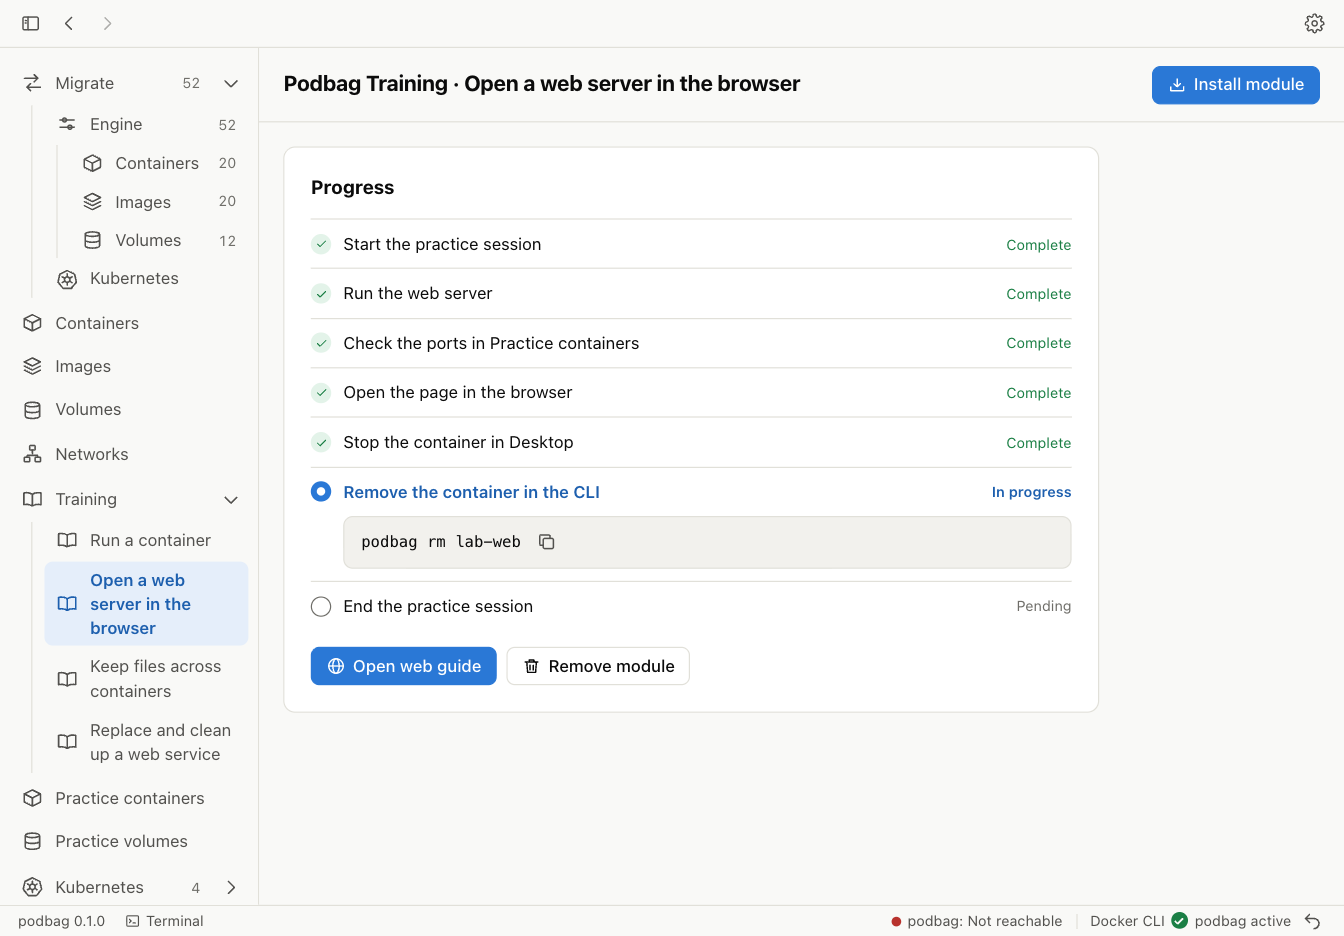 Migrate 52
Engine 52
Containers 20
Images 20
Volumes 12
Kubernetes
Containers
Images
Volumes
Networks
Training
Run a container
Open a web
server in the
browser
Keep files across
containers
Replace and clean
up a web service
Practice containers
Practice volumes
Kubernetes 4
Podbag Training · Open a web server in the browser
Install module
Progress
Start the practice session Complete
Run the web server Complete
Check the ports in Practice containers Complete
Open the page in the browser Complete
Stop the container in Desktop Complete
Remove the container in the CLI In progress
podbag rm lab-web
End the practice session Pending
Open web guide Remove module
podbag 0.1.0 Terminal podbag: Not reachable Docker CLI podbag active